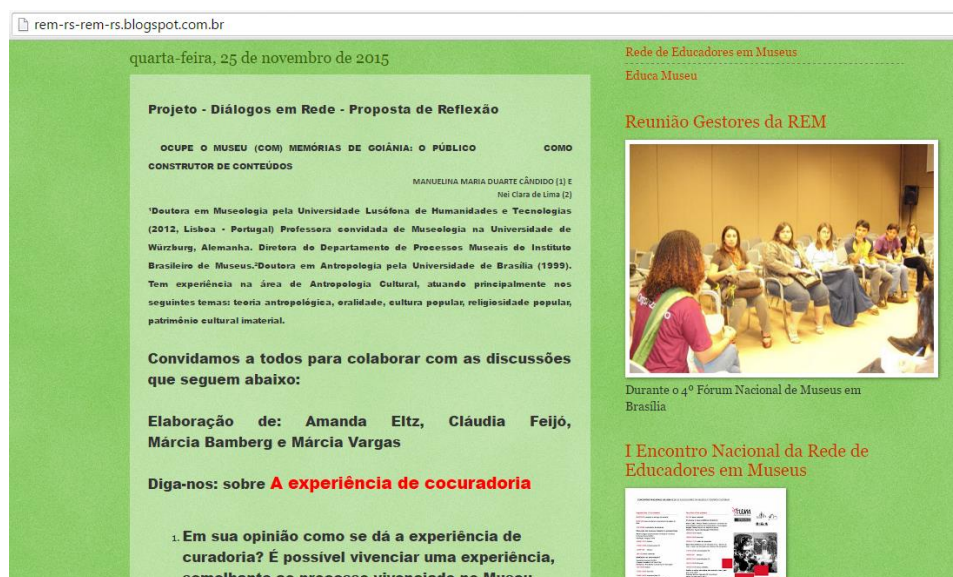 rem-rs-rem-rs.blogspot.com.br
quarta-feira, 25 de novembro de 2015
Projeto - Diálogos em Rede - Proposta de Reflexão
OCUPE O MUSEU (COM) MEMÓRIAS DE GOIÂNIA: O PÚBLICO COMO
CONSTRUTOR DE CONTEÚDOS
MANUELINA MARIA DUARTE CÂNDIDO (1) E
Nei Clara de Lima (2)
¹Doutora em Museologia pela Universidade Lusófona de Humanidades e Tecnologias
(2012, Lisboa - Portugal) Professora convidada de Museologia na Universidade de
Würzburg, Alemanha. Diretora do Departamento de Processos Museais do Instituto
Brasileiro de Museus.²Doutora em Antropologia pela Universidade de Brasília (1999).
Tem experiência na área de Antropologia Cultural, atuando principalmente nos
seguintes temas: teoria antropológica, oralidade, cultura popular, religiosidade popular,
patrimônio cultural imaterial.
Convidamos a todos para colaborar com as discussões
que seguem abaixo:
Elaboração de: Amanda Eltz, Cláudia Feijó,
Márcia Bamberg e Márcia Vargas
Diga-nos: sobre A experiência de cocuradoria
1. Em sua opinião como se dá a experiência de
curadoria? É possível vivenciar uma experiência,
semelhante ao processo vivenciado no Museu
Rede de Educadores em Museus
Educa Museu
Reunião Gestores da REM
Durante o 4º Fórum Nacional de Museus em
Brasília
I Encontro Nacional da Rede de
Educadores em Museus